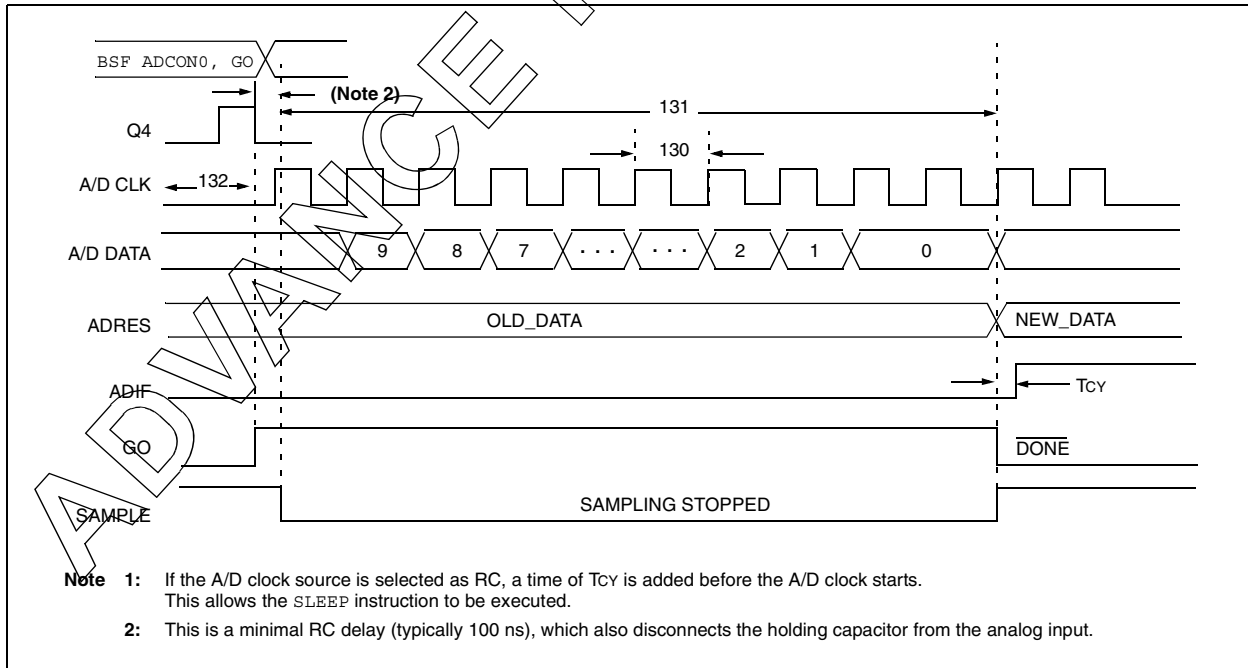 BSF ADCON0, GO
(Note 2)
131
Q4
130
A/D CLK
132
A/D DATA
9 8 7 · · · · · · 2 1 0
ADRES
OLD_DATA
NEW_DATA
ADIF
TCY
GO
DONE
SAMPLE
SAMPLING STOPPED
Note 1: If the A/D clock source is selected as RC, a time of TCY is added before the A/D clock starts.
This allows the SLEEP instruction to be executed.
2: This is a minimal RC delay (typically 100 ns), which also disconnects the holding capacitor from the analog input.
ADVANCE